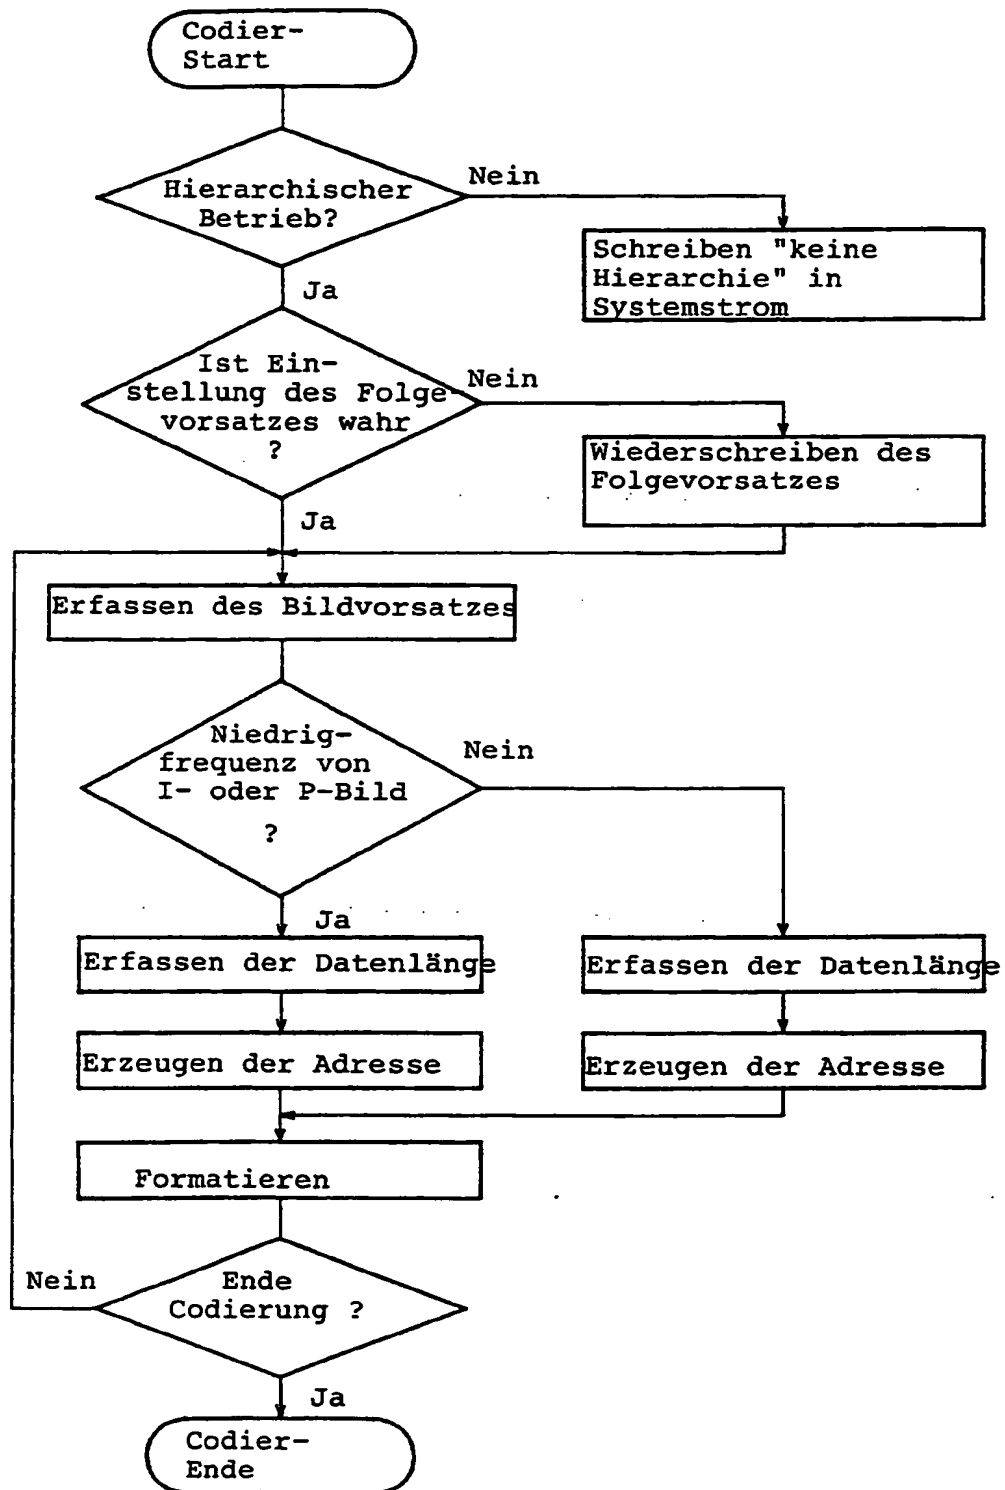 Codier-
Start
Hierarchischer
Betrieb?
Nein
Schreiben "keine
Hierarchie" in
Systemstrom
Ja
Ist Ein-
stellung des Folge-
vorsatzes wahr
?
Nein
Wiederschreiben des
Folgevorsatzes
Ja
Erfassen des Bildvorsatzes
Niedrig-
frequenz von
I- oder P-Bild
?
Nein
Ja
Erfassen der Datenlänge
Erfassen der Datenlänge
Erzeugen der Adresse
Erzeugen der Adresse
Formatieren
Nein
Ende
Codierung ?
Ja
Codier-
Ende